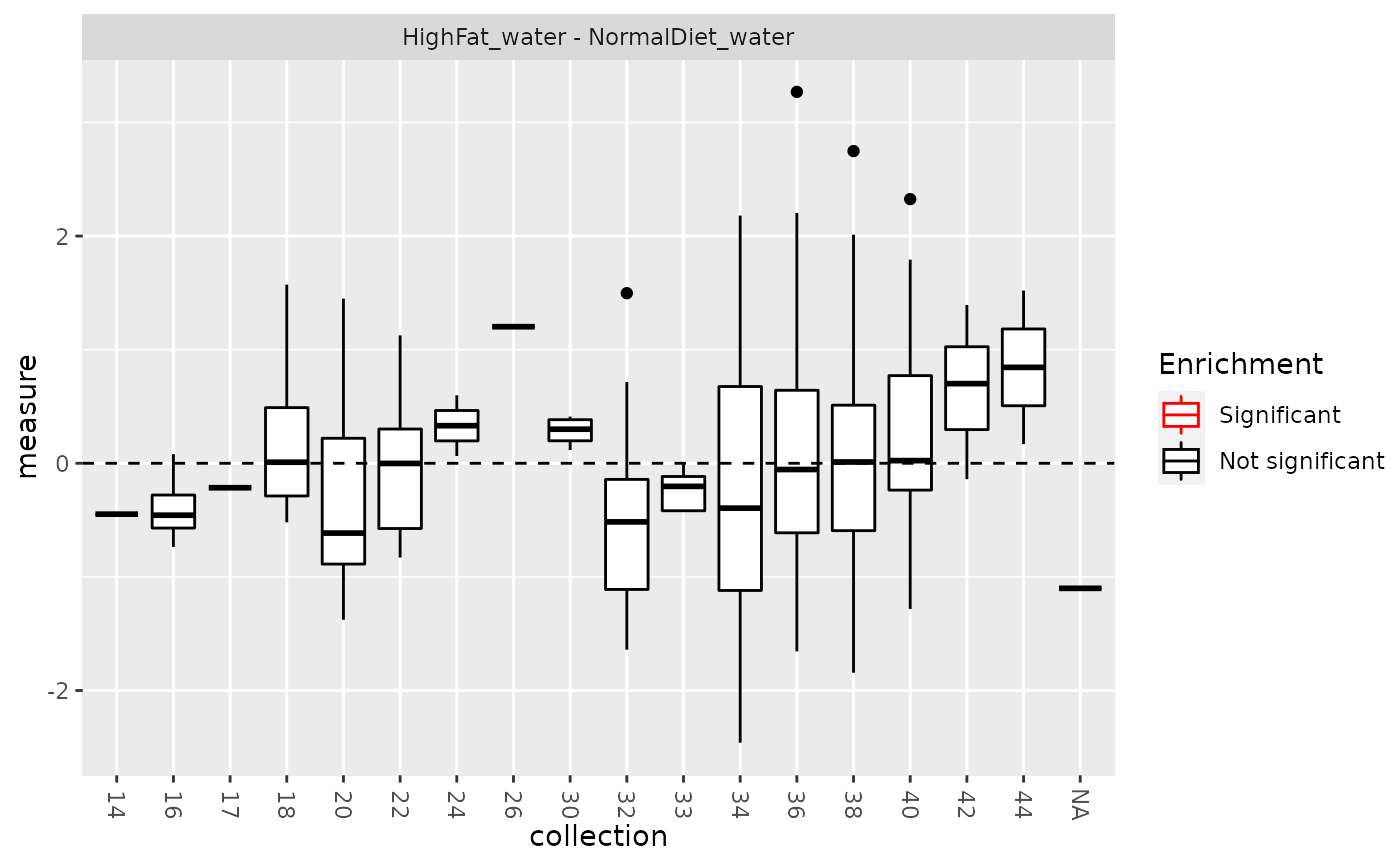 HighFat_water - NormalDiet_water
measure
2
0
-2
14 16 17 18 20 22 24 26 30 32 33 34 36 38 40 42 44 NA
collection
Enrichment
Significant
Not significant